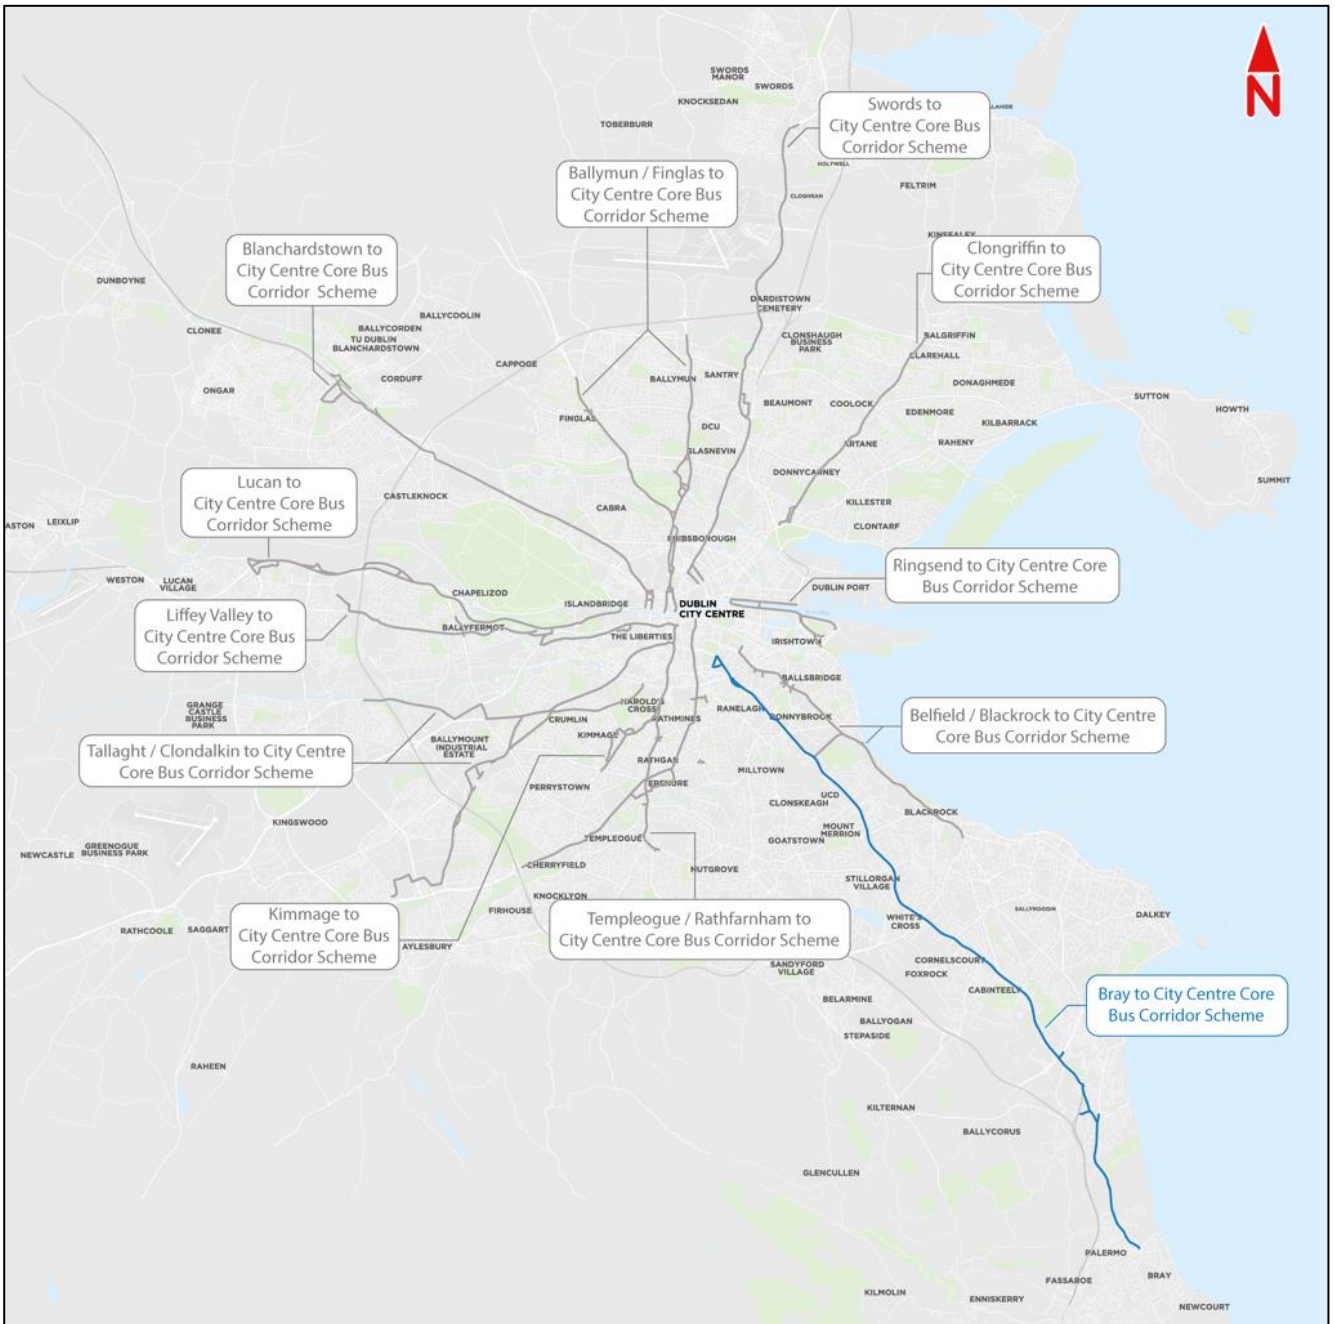 SWORDS
MANOR
SWORDS
KNOCKSEDAN
N
TOBERBURR
Swords to
City Centre Core Bus
Corridor Scheme
LAHIDE
HOLYWELL
Ballymun / Finglas to
City Centre Core Bus
Corridor Scheme
CLOGHRAN
FELTRIM
KINSEALEY
Blanchardstown to
City Centre Core Bus
Corridor Scheme
Clongriffin to
City Centre Core Bus
Corridor Scheme
DUNBOYNE
DARDISTOWN
CEMETERY
BALLYCOOLIN
CLONEE
BALLYCORDEN
TU DUBLIN
BLANCHARDSTOWN
CLONSHAUGH
BUSINESS
PARK
BALGRIFFIN
CLAREHALL
CAPPOGE
CORDUFF
BALLYMUN
SANTRY
ONGAR
DONAGHMEDE
SUTTON
HOWTH
BEAUMONT
COOLOCK
EDENMORE
KILBARRACK
FINGLAS
DCU
GLASNEVIN
ARTANE
RAHENY
DONNYCARNEY
SUMMIT
Lucan to
City Centre Core Bus
Corridor Scheme
CASTLEKNOCK
CABRA
KILLESTER
CLONTARF
ASTON
LEIXLIP
PHIBSBOROUGH
Ringsend to City Centre Core
Bus Corridor Scheme
WESTON
LUCAN
VILLAGE
CHAPELIZOD
ISLANDBRIDGE
DUBLIN
CITY CENTRE
DUBLIN PORT
Liffey Valley to
City Centre Core Bus
Corridor Scheme
BALLYFERMOT
THE LIBERTIES
IRISHTOWN
BALLSBRIDGE
GRANGE
CASTLE
BUSINESS
PARK
HAROLD'S
CROSS
CRUMLIN
RATHMINES
RANELAGH
DONNYBROOK
Belfield / Blackrock to City Centre
Core Bus Corridor Scheme
Tallaght / Clondalkin to City Centre
Core Bus Corridor Scheme
BALLYMOUNT
INDUSTRIAL
ESTATE
KIMMAGE
RATHGAR
MILLTOWN
PERRYSTOWN
TERENURE
UCD
CLONSKEAGH
BLACKROCK
KINGSWOOD
TEMPLEOGUE
MOUNT
MERRION
GOATSTOWN
NEWCASTLE
GREENOGUE
BUSINESS PARK
CHERRYFIELD
NUTGROVE
STILLORGAN
VILLAGE
KNOCKLYON
FIRHOUSE
SALLYNOGGIN
DALKEY
RATHCOOLE
SAGGART
Kimmage to
City Centre Core Bus
Corridor Scheme
AYLESBURY
Templeogue / Rathfarnham to
City Centre Core Bus Corridor Scheme
WHITE'S
CROSS
SANDYFORD
VILLAGE
CORNELSCOURT
FOXROCK
CABINTEELY
Bray to City Centre Core
Bus Corridor Scheme
BELARMINE
BALLYOGAN
STEPASIDE
RAHEEN
KILTERNAN
BALLYCORUS
GLENCULLEN
PALERMO
FASSAROE
BRAY
KILMOLIN
ENNISKERRY
NEWCOURT